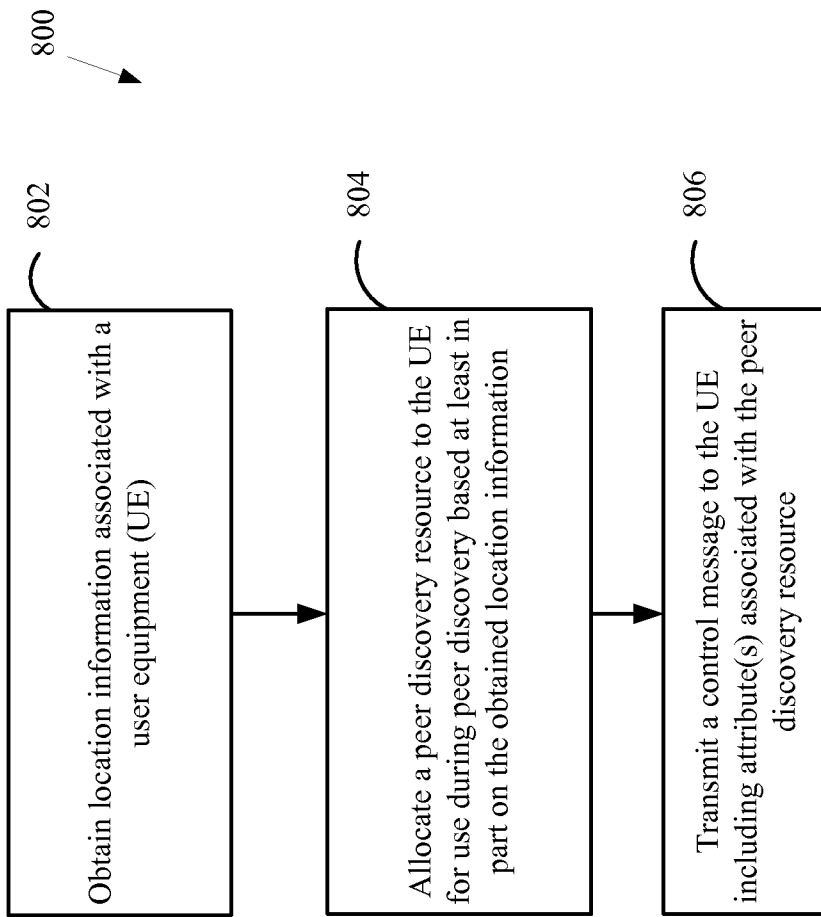 800
802
Obtain location information associated with a
user equipment (UE)
804
Allocate a peer discovery resource to the UE
for use during peer discovery based at least in
part on the obtained location information
806
Transmit a control message to the UE
including attribute(s) associated with the peer
discovery resource